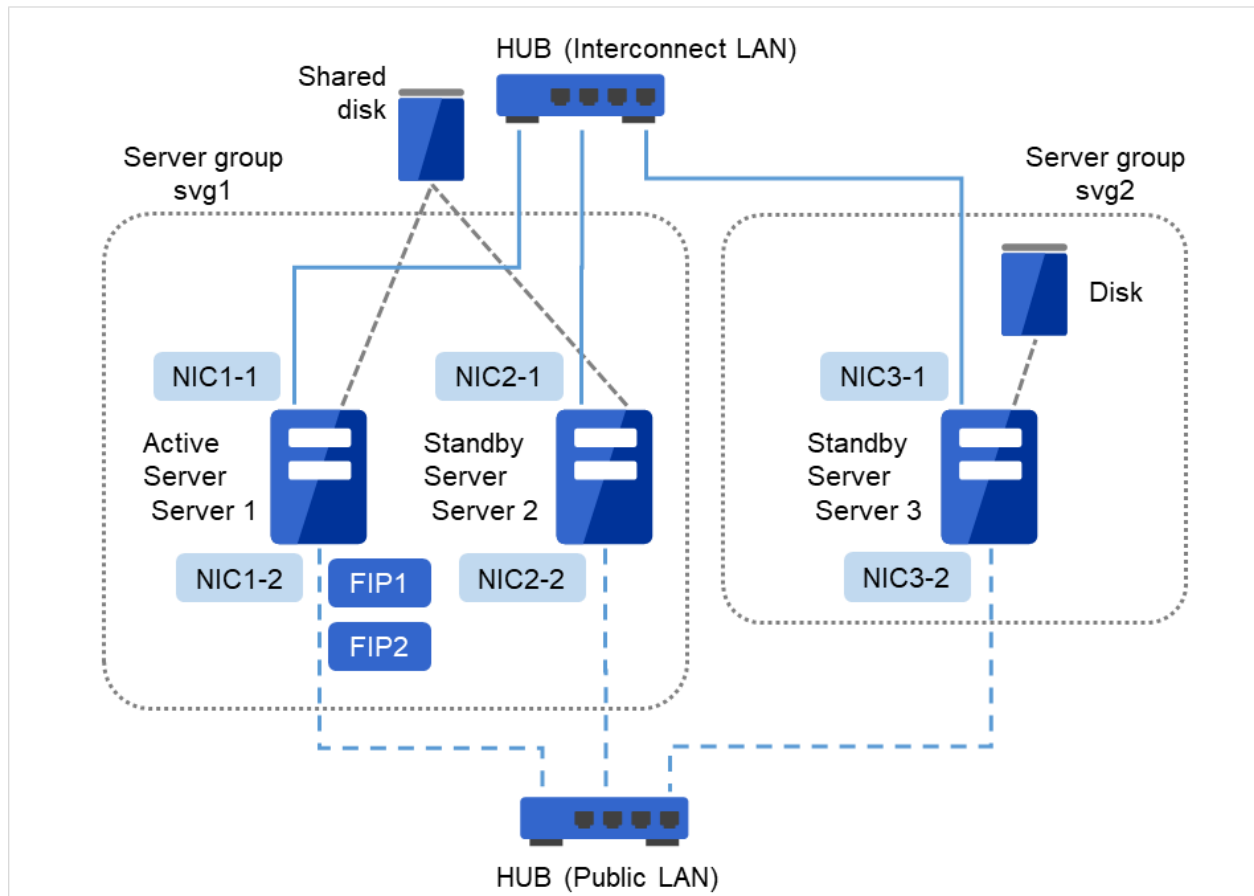 HUB (Interconnect LAN)
Shared
disk
Server group
svg1
Server group
svg2
Disk
NIC1-1
NIC2-1
NIC3-1
Active
Server
Server 1
Standby
Server
Server 2
Standby
Server
Server 3
NIC1-2
FIP1
NIC2-2
NIC3-2
FIP2
HUB (Public LAN)